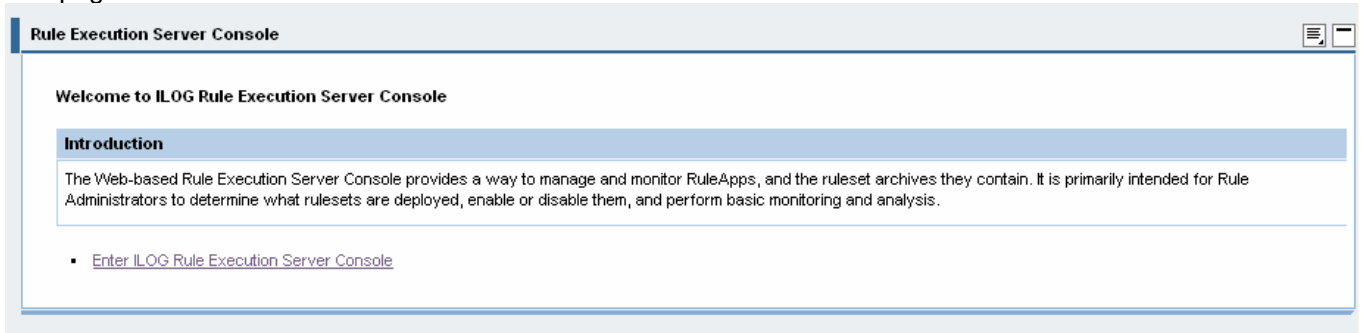 Rule Execution Server Console
Welcome to ILOG Rule Execution Server Console
Introduction
The Web-based Rule Execution Server Console provides a way to manage and monitor RuleApps, and the ruleset archives they contain. It is primarily intended for Rule
Administrators to determine what rulesets are deployed, enable or disable them, and perform basic monitoring and analysis.
Enter ILOG Rule Execution Server Console